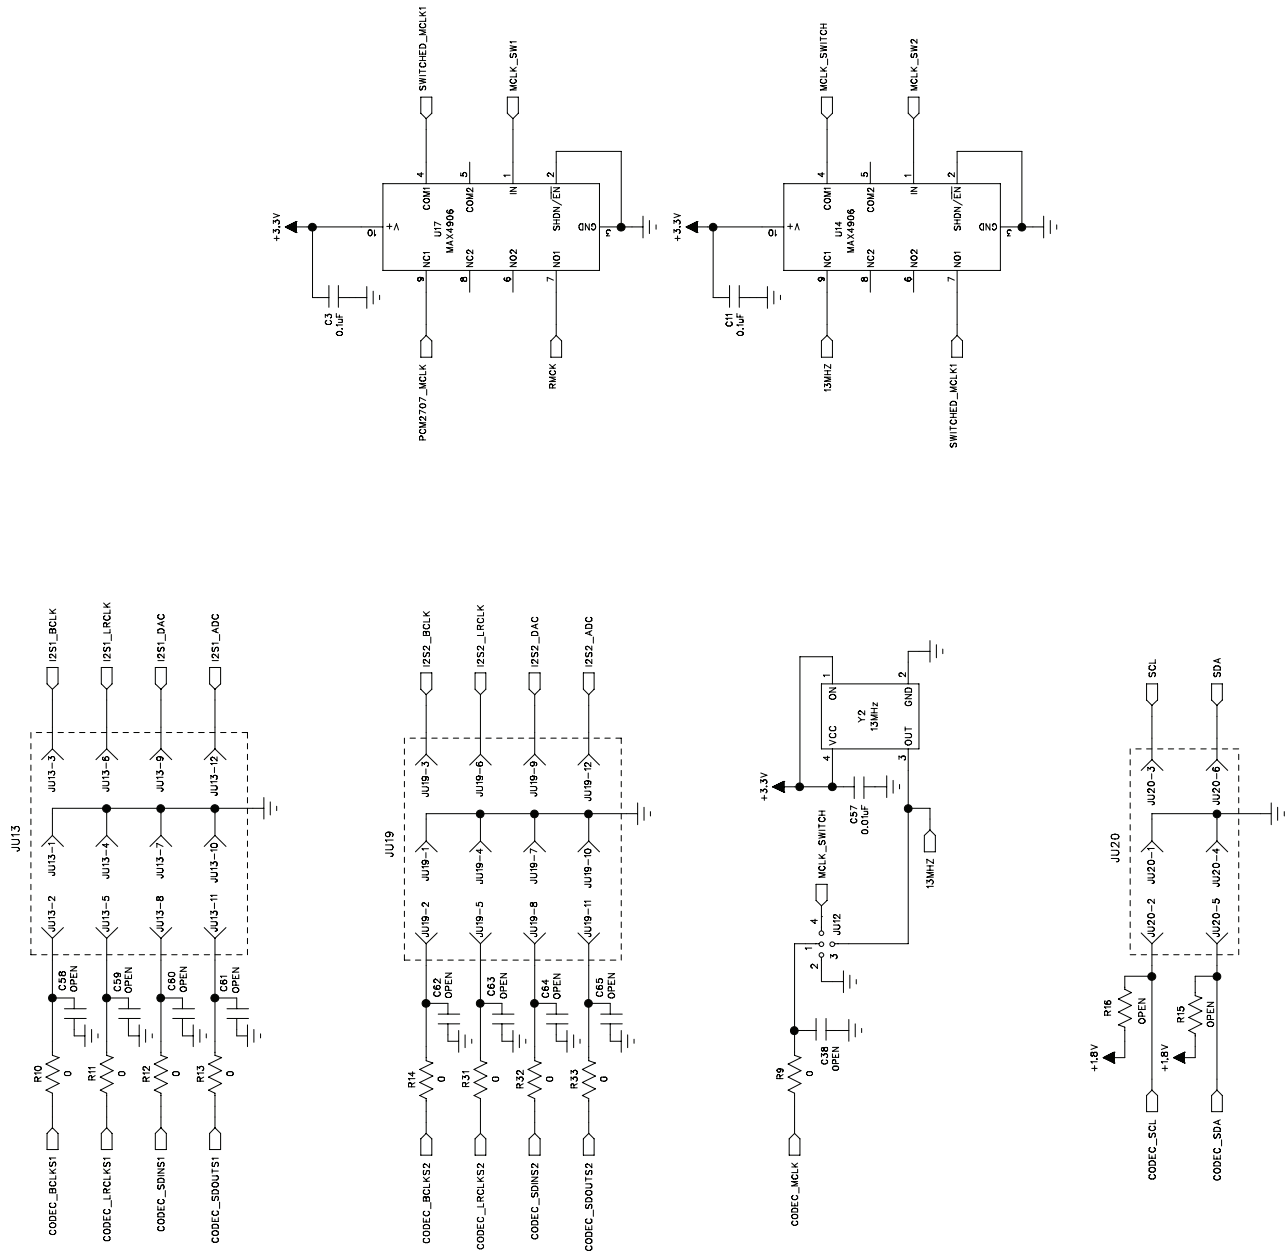 SWITCHED_MCLK1
MCLK_SW1
4
5
1
2
COM1
COM2
IN
SHDN/EN
+3.3V
10
V+
U17
MAX4906
GND
3
NC1
NC2
NO2
NO1
9
8
6
7
C3
0.1uF
PCM2707_MCLK
RMCK
MCLK_SWITCH
MCLK_SW2
4
5
1
2
COM1
COM2
IN
SHDN/EN
+3.3V
10
V+
U14
MAX4906
GND
3
NC1
NC2
NO2
NO1
9
8
6
7
C11
0.1uF
13MHZ
SWITCHED_MCLK1
I2S1_BCLK
I2S1_LRCLK
I2S1_DAC
I2S1_ADC
JU13
JU13-3
JU13-6
JU13-9
JU13-12
JU13-1
JU13-4
JU13-7
JU13-10
JU13-2
JU13-5
JU13-8
JU13-11
C58
OPEN
C59
OPEN
C60
OPEN
C61
OPEN
R10
0
R11
0
R12
0
R13
0
CODEC_BCLKS1
CODEC_LRCLKS1
CODEC_SDINS1
CODEC_SDOUTS1
I2S2_BCLK
I2S2_LRCLK
I2S2_DAC
I2S2_ADC
JU19
JU19-3
JU19-6
JU19-9
JU19-12
JU19-1
JU19-4
JU19-7
JU19-10
JU19-2
JU19-5
JU19-8
JU19-11
C62
OPEN
C63
OPEN
C64
OPEN
C65
OPEN
R14
0
R31
0
R32
0
R33
0
CODEC_BCLKS2
CODEC_LRCLKS2
CODEC_SDINS2
CODEC_SDOUTS2
1
2
ON
GND
Y2
13MHz
VCC
OUT
4
3
+3.3V
C57
0.01uF
MCLK_SWITCH
13MHZ
4
JU12
1
3
2
C38
OPEN
R9
0
CODEC_MCLK
SCL
SDA
JU20
JU20-3
JU20-6
JU20-1
JU20-4
JU20-2
JU20-5
R16
OPEN
R15
OPEN
+1.8V
+1.8V
CODEC_SCL
CODEC_SDA